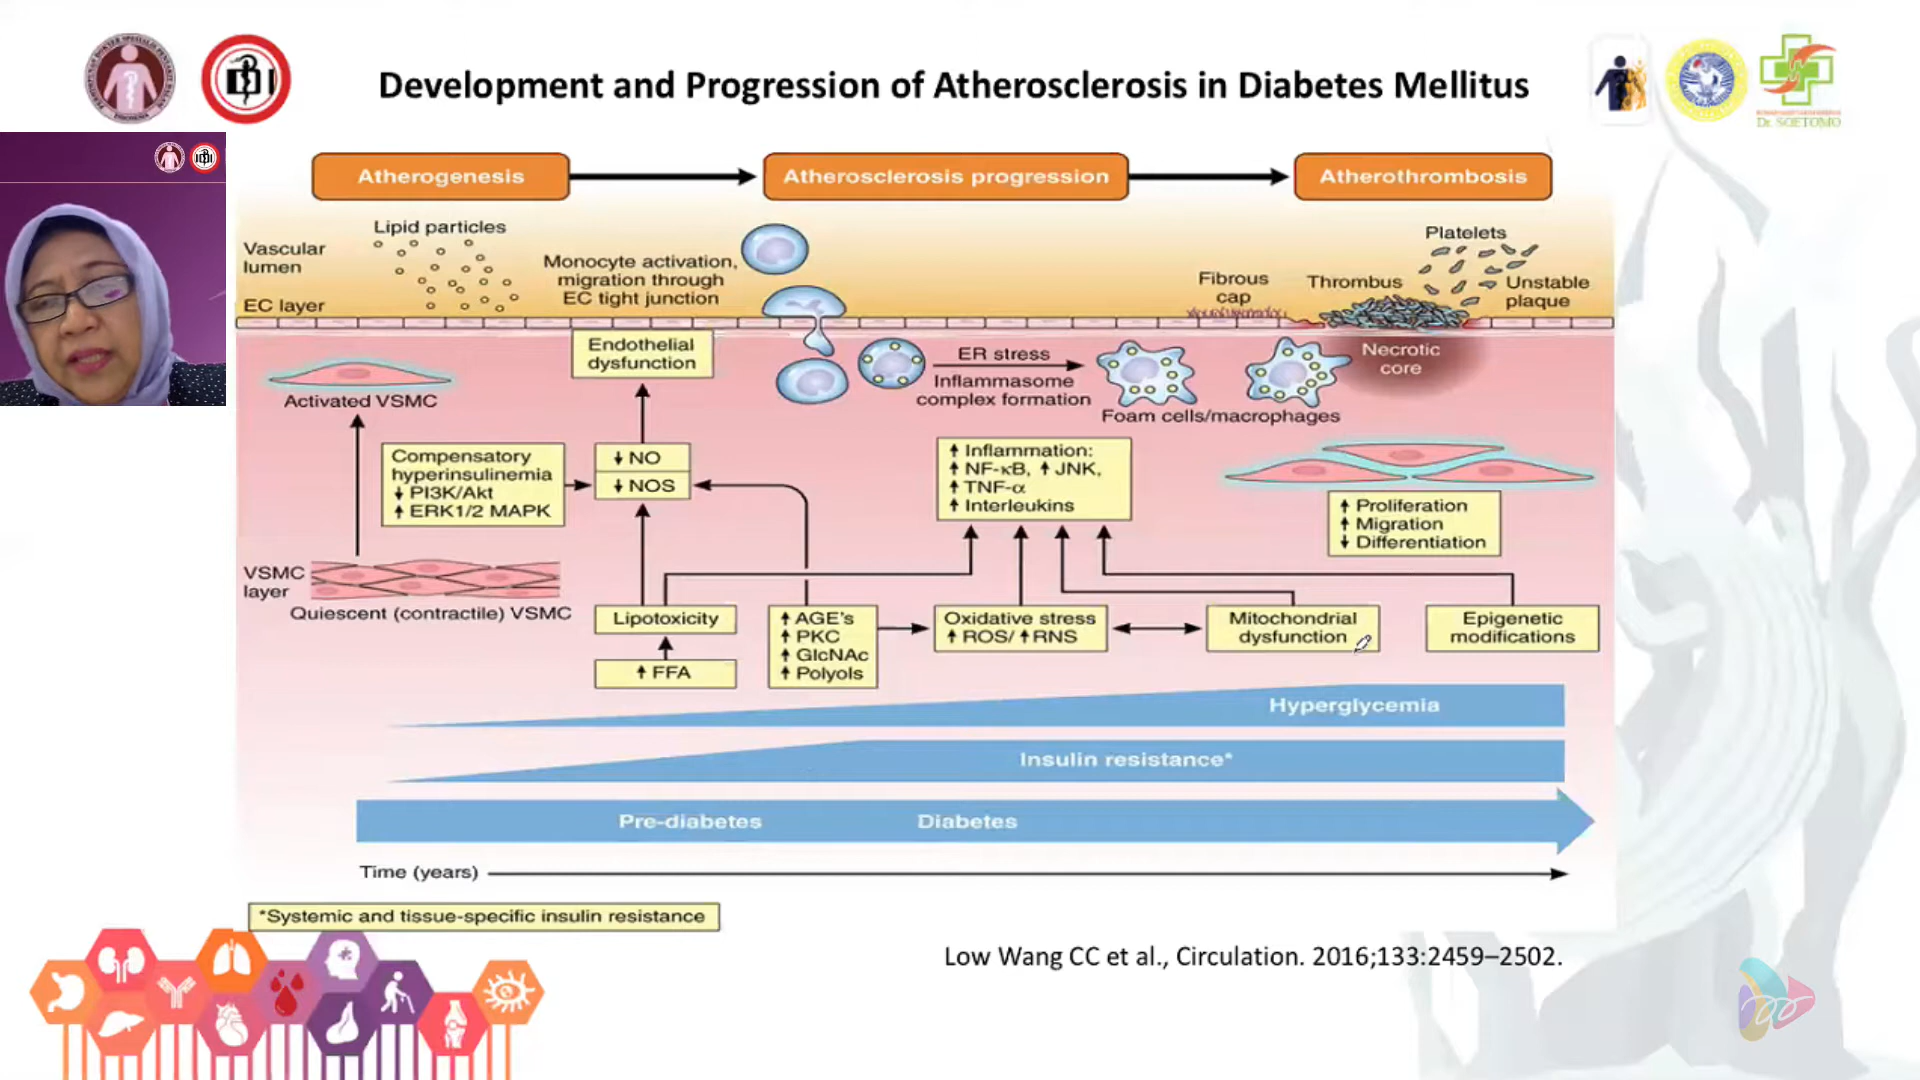 Development and Progression of Atherosclerosis in Diabetes Mellitus
Dr. SOETOMO
Atherogenesis
Atherosclerosis progression
Atherothrombosis
Lipid particles
Vascular
lumen
EC layer
Monocyte activation,
migration through
EC tight junction
Fibrous
cap
Thrombus
Platelets
Unstable
plaque
Endothelial
dysfunction
ER stress
Inflammasome
complex formation
Foam cells/macrophages
Necrotic
core
Activated VSMC
Compensatory
hyperinsulinemia
↓ PI3K/Akt
↑ ERK1/2 MAPK
↓ NO
↓ NOS
↑ Inflammation:
↑ NF-κB, ↑ JNK,
↑ TNF-α
↑ Interleukins
↑ Proliferation
↑ Migration
↓ Differentiation
VSMC
layer
Quiescent (contractile) VSMC
Lipotoxicity
↑ FFA
↑ AGE's
↑ PKC
↑ GlcNAc
↑ Polyols
Oxidative stress
↑ ROS/ ↑ RNS
Mitochondrial
dysfunction
Epigenetic
modifications
Hyperglycemia
Insulin resistance*
Pre-diabetes
Diabetes
Time (years)
*Systemic and tissue-specific insulin resistance
Low Wang CC et al., Circulation. 2016;133:2459–2502.